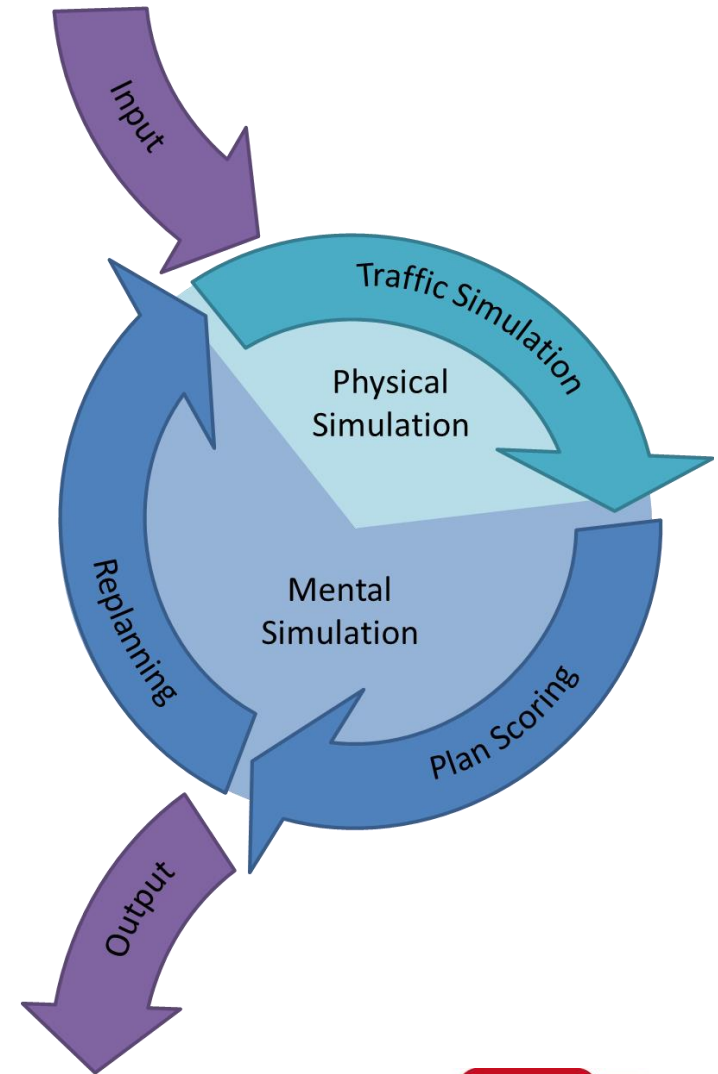 Input
Traffic Simulation
Physical
Simulation
Mental
Simulation
Replanning
Plan Scoring
Output